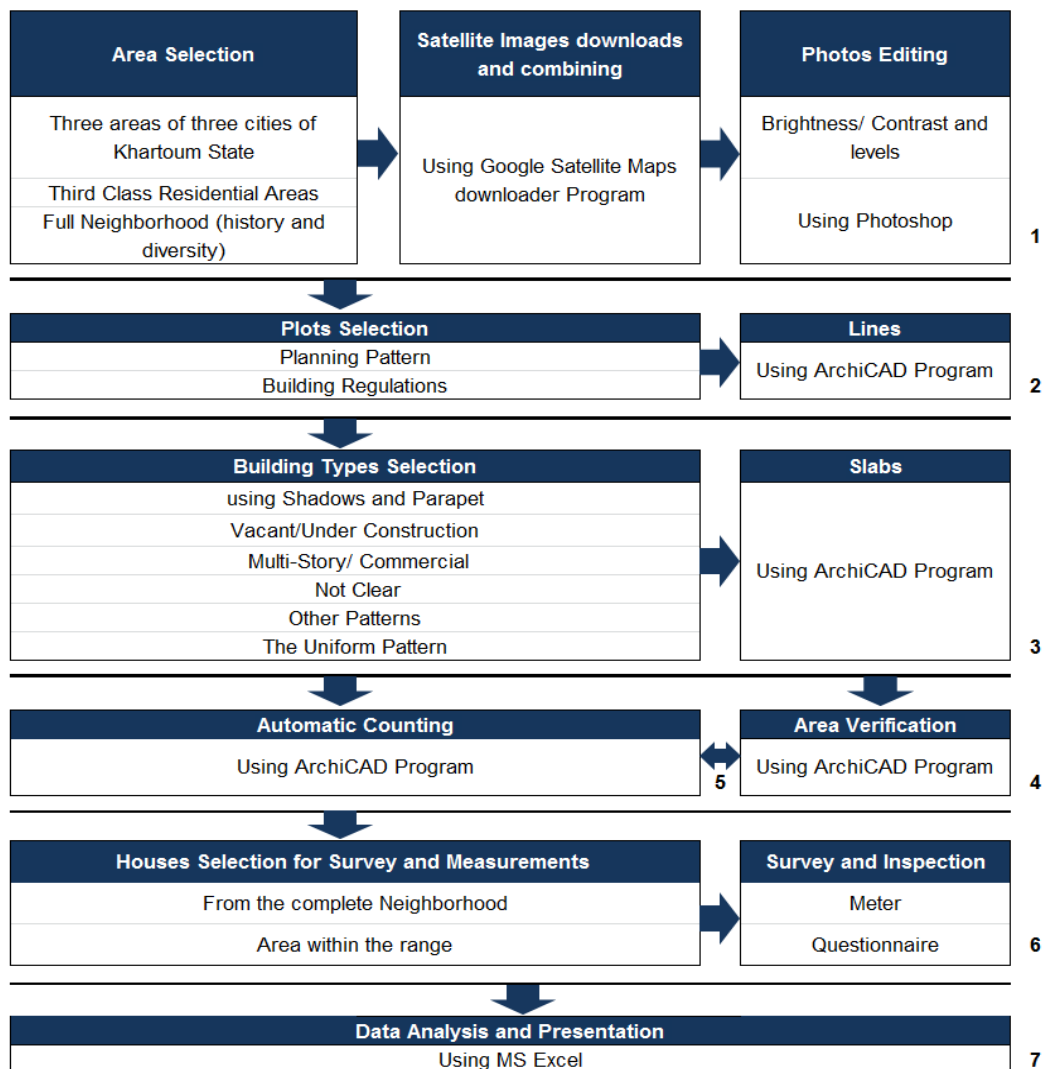 Area Selection
Three areas of three cities of
Khartoum State
Third Class Residential Areas
Full Neighborhood (history and
diversity)
Satellite Images downloads
and combining
Using Google Satellite Maps
downloader Program
Photos Editing
Brightness/ Contrast and
levels
Using Photoshop
1
Plots Selection
Planning Pattern
Building Regulations
Lines
Using ArchiCAD Program
2
Building Types Selection
using Shadows and Parapet
Vacant/Under Construction
Multi-Story/ Commercial
Not Clear
Other Patterns
The Uniform Pattern
Slabs
Using ArchiCAD Program
3
Automatic Counting
Using ArchiCAD Program
5
Area Verification
Using ArchiCAD Program
4
Houses Selection for Survey and Measurements
From the complete Neighborhood
Area within the range
Survey and Inspection
Meter
Questionnaire
6
Data Analysis and Presentation
Using MS Excel
7